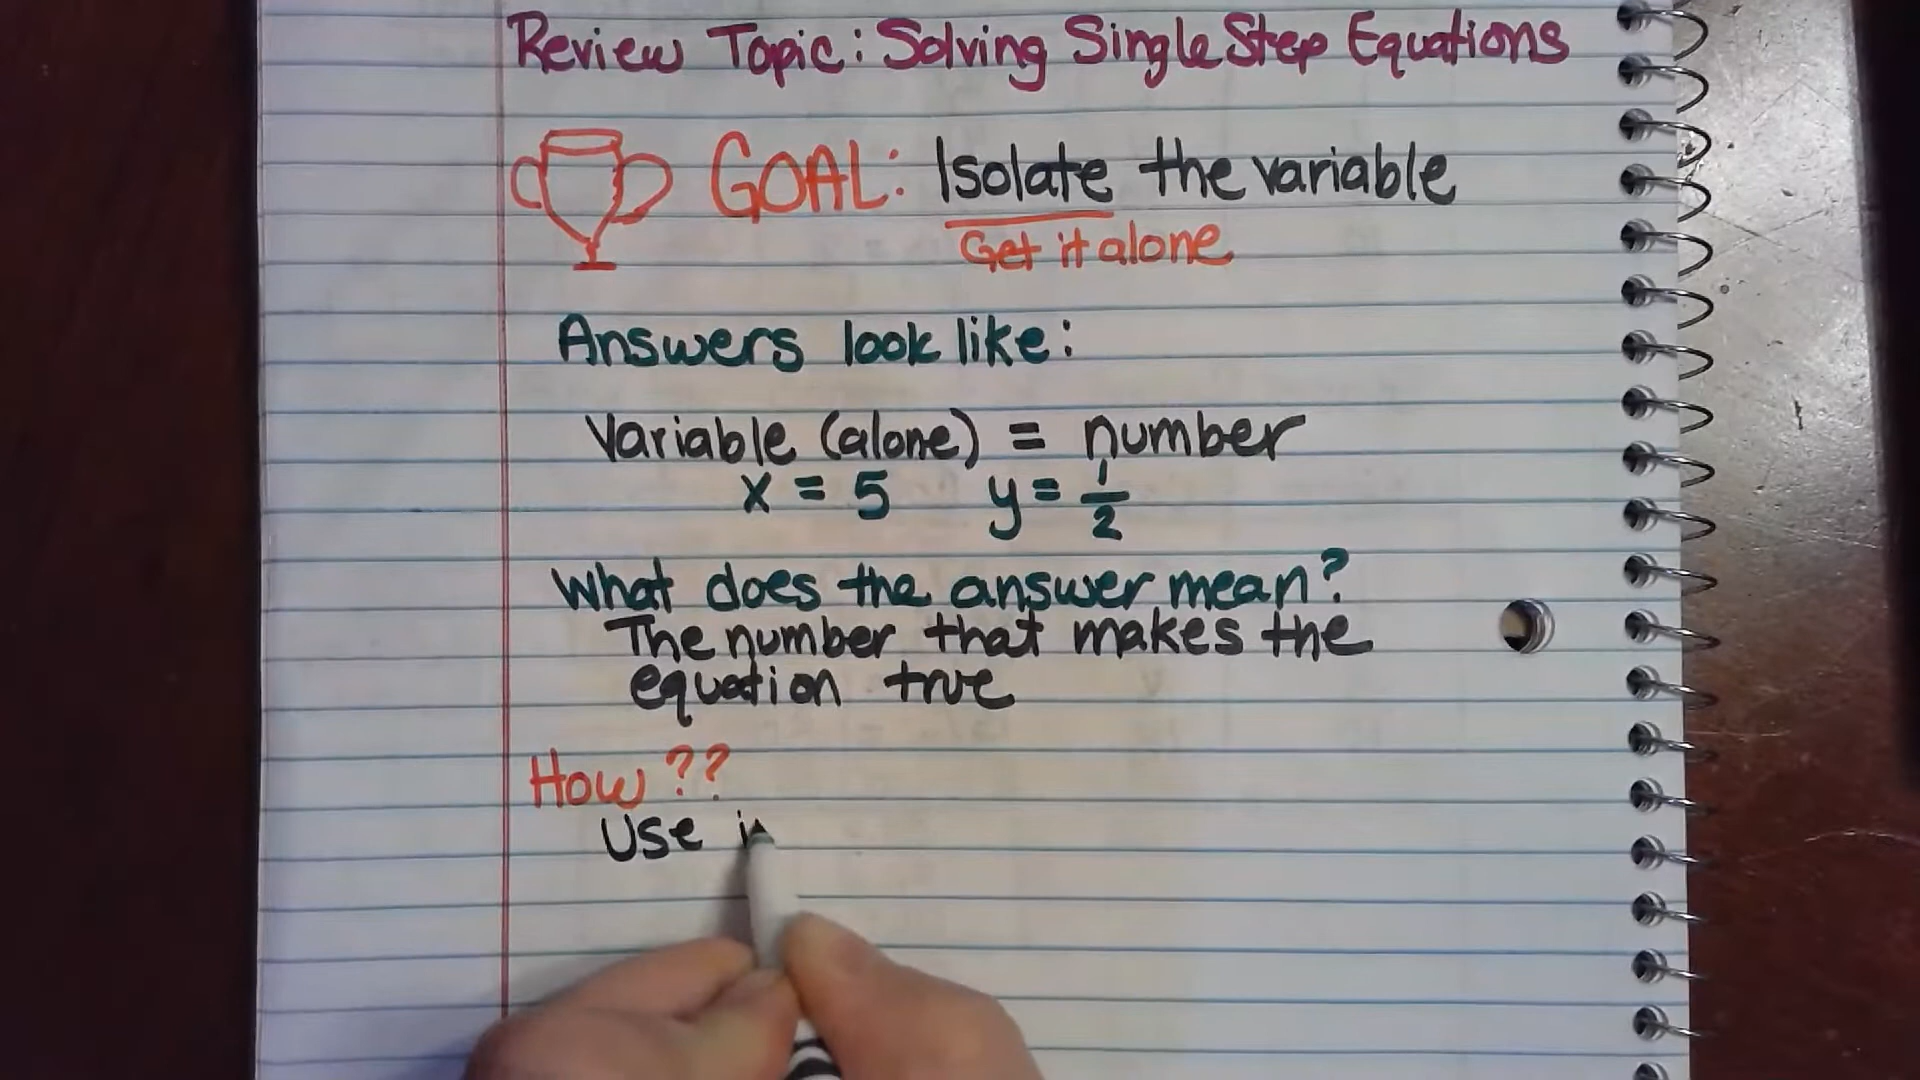 Review Topic: Solving Single Step Equations
GOAL: Isolate the variable
Get it alone
Answers look like:
Variable (alone) = number
x = 5 y = 1/2
What does the answer mean?
The number that makes the
equation true
How ??
Use